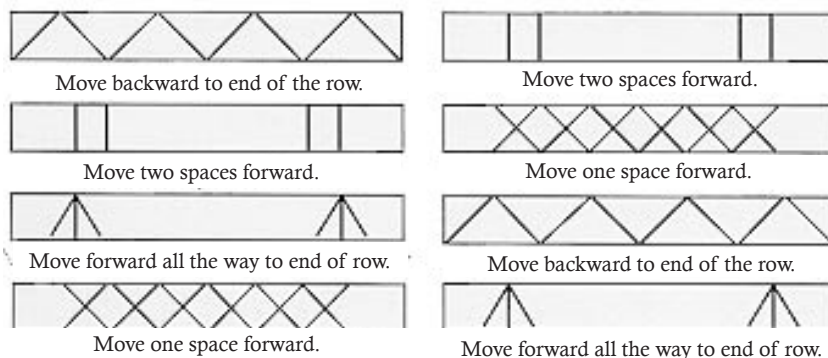 Move backward to end of the row.
Move two spaces forward.
Move two spaces forward.
Move one space forward.
Move forward all the way to end of row.
Move backward to end of the row.
Move one space forward.
Move forward all the way to end of row.